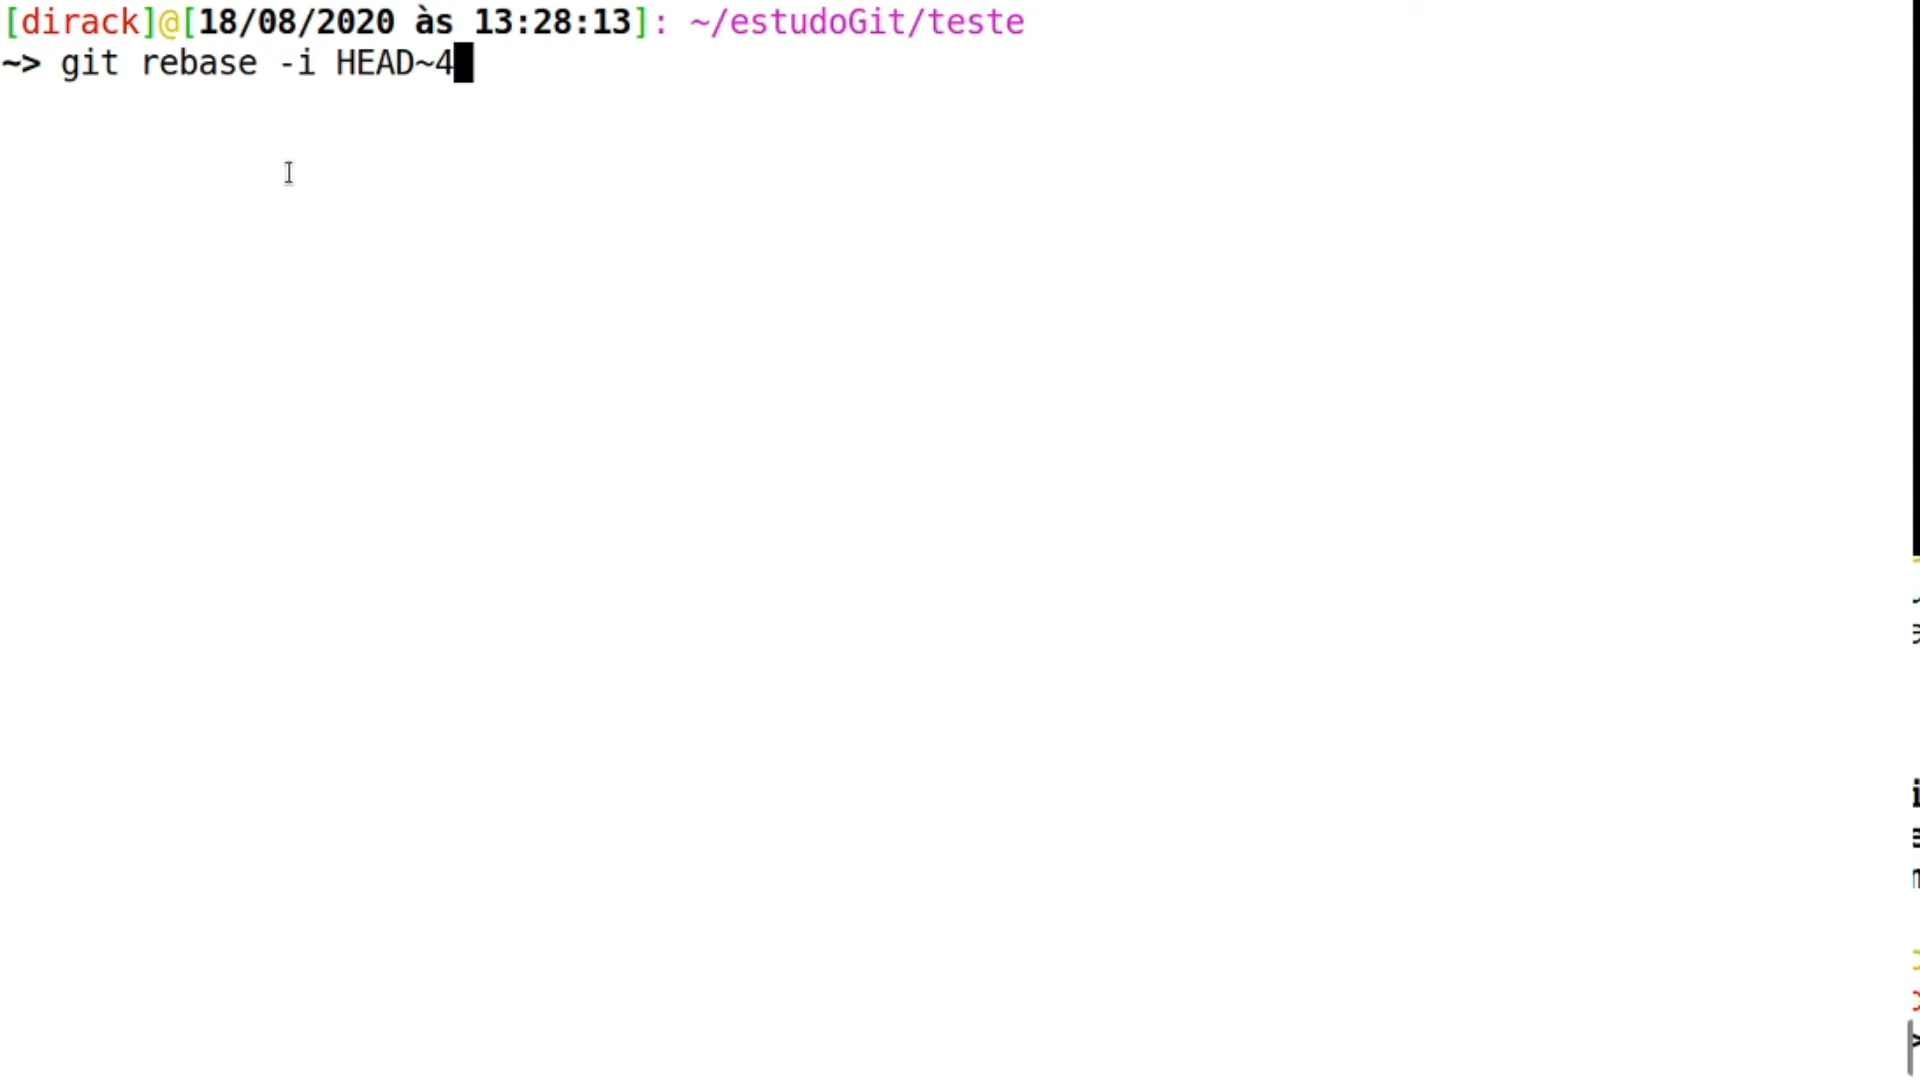 [dirack]@[18/08/2020 às 13:28:13]: ~/estudoGit/teste
~> git rebase -i HEAD~4